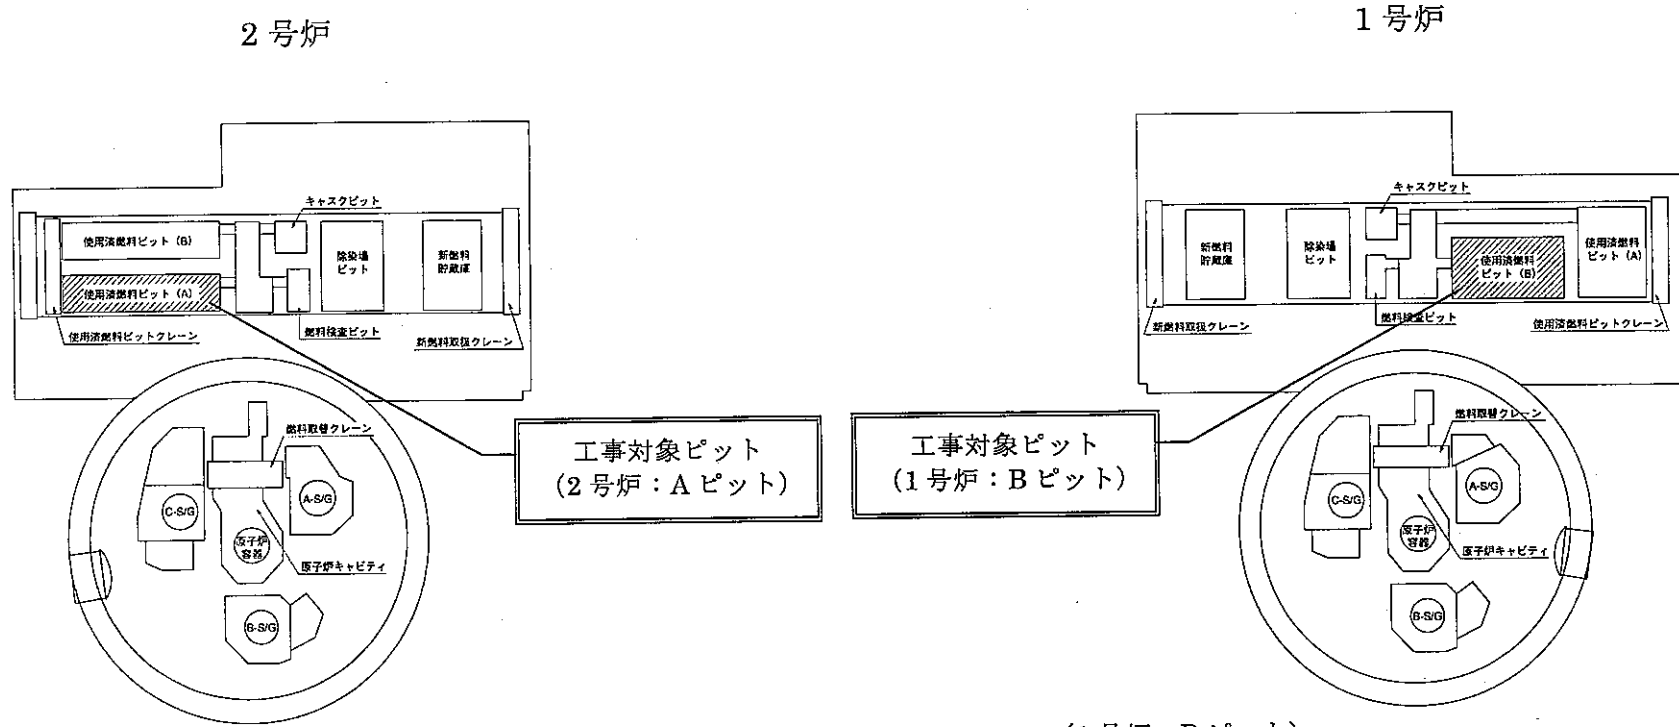 2 号炉
1 号炉
キャスクピット
使用済燃料ピット (B)
除染場
ピット
新燃料
貯蔵庫
使用済燃料ピット (A)
使用済燃料ピットクレーン
燃料検査ピット
新燃料取扱クレーン
キャスクピット
新燃料
貯蔵庫
除染場
ピット
使用済燃料
ピット (B)
使用済燃料
ピット (A)
新燃料取扱クレーン
燃料検査ピット
使用済燃料ピットクレーン
工事対象ピット
(2 号炉：A ピット)
工事対象ピット
(1 号炉：B ピット)
燃料取替クレーン
C-S/G
A-S/G
原子炉
容器
原子炉キャビティ
B-S/G
燃料取替クレーン
C-S/G
A-S/G
原子炉
容器
原子炉キャビティ
B-S/G